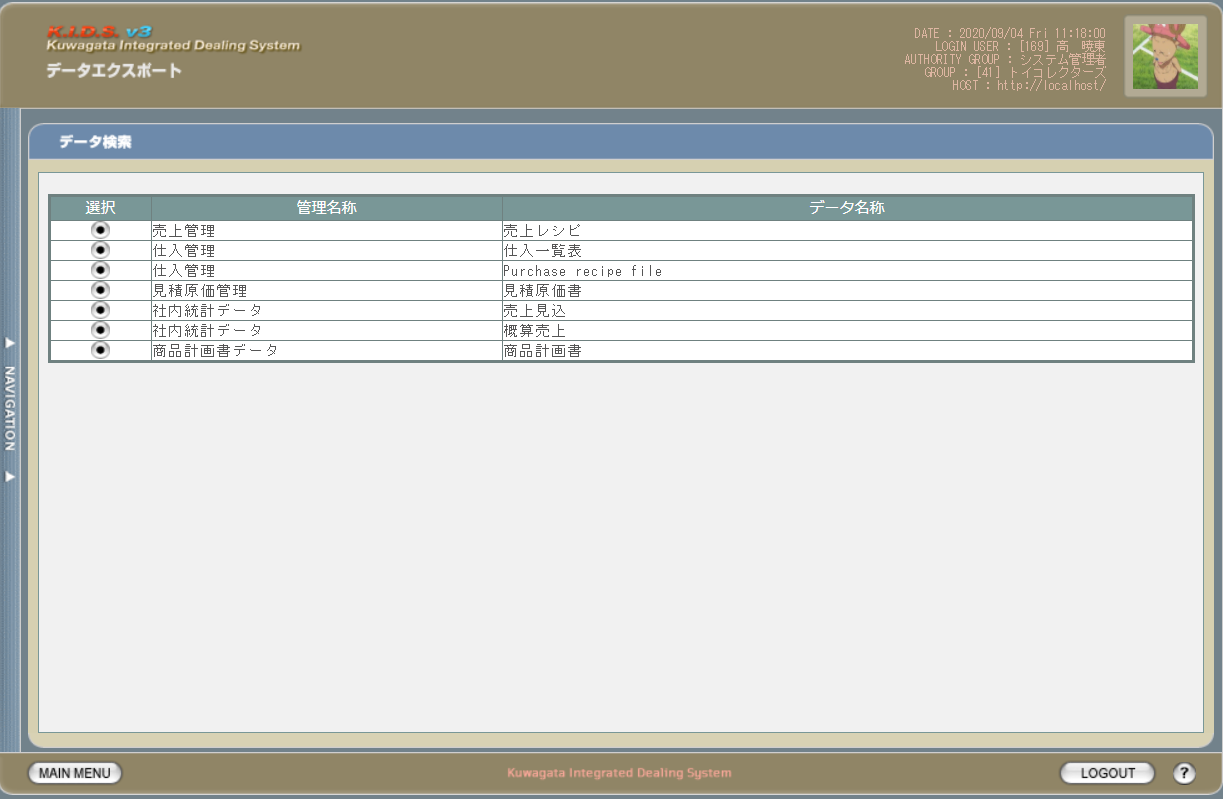 K.I.D.S. v3
Kuwagata Integrated Dealing System
データエクスポート
DATE : 2020/09/04 Fri 11:18:00
LOGIN USER : [169]高　暁東
AUTHORITY GROUP : システム管理者
GROUP : [41] トイコレクターズ
HOST : http://localhost/
データ検索
選択 管理名称 データ名称
売上管理 売上レシピ
仕入管理 仕入一覧表
仕入管理 Purchase recipe file
見積原価管理 見積原価書
社内統計データ 売上見込
社内統計データ 概算売上
商品計画書データ 商品計画書
NAVIGATION
MAIN MENU
Kuwagata Integrated Dealing System
LOGOUT
?